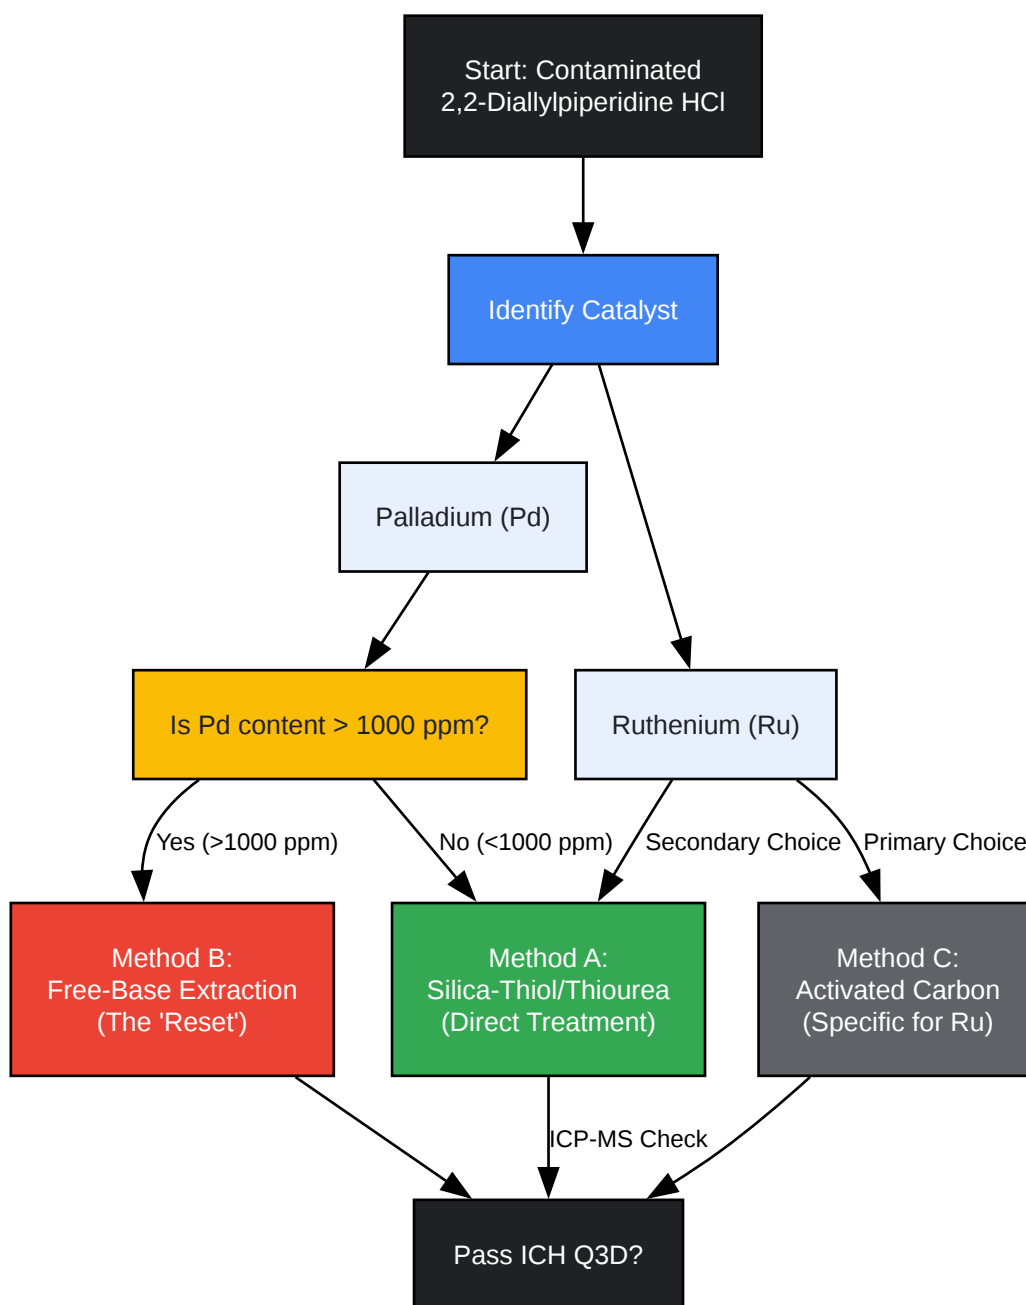 Start: Contaminated
2,2-Diallylpiperidine HCl
Identify Catalyst
Palladium (Pd)
Is Pd content > 1000 ppm?
Ruthenium (Ru)
Yes (>1000 ppm)
No (<1000 ppm)
Secondary Choice
Primary Choice
Method B:
Free-Base Extraction
(The 'Reset')
Method A:
Silica-Thiol/Thiourea
(Direct Treatment)
Method C:
Activated Carbon
(Specific for Ru)
ICP-MS Check
Pass ICH Q3D?